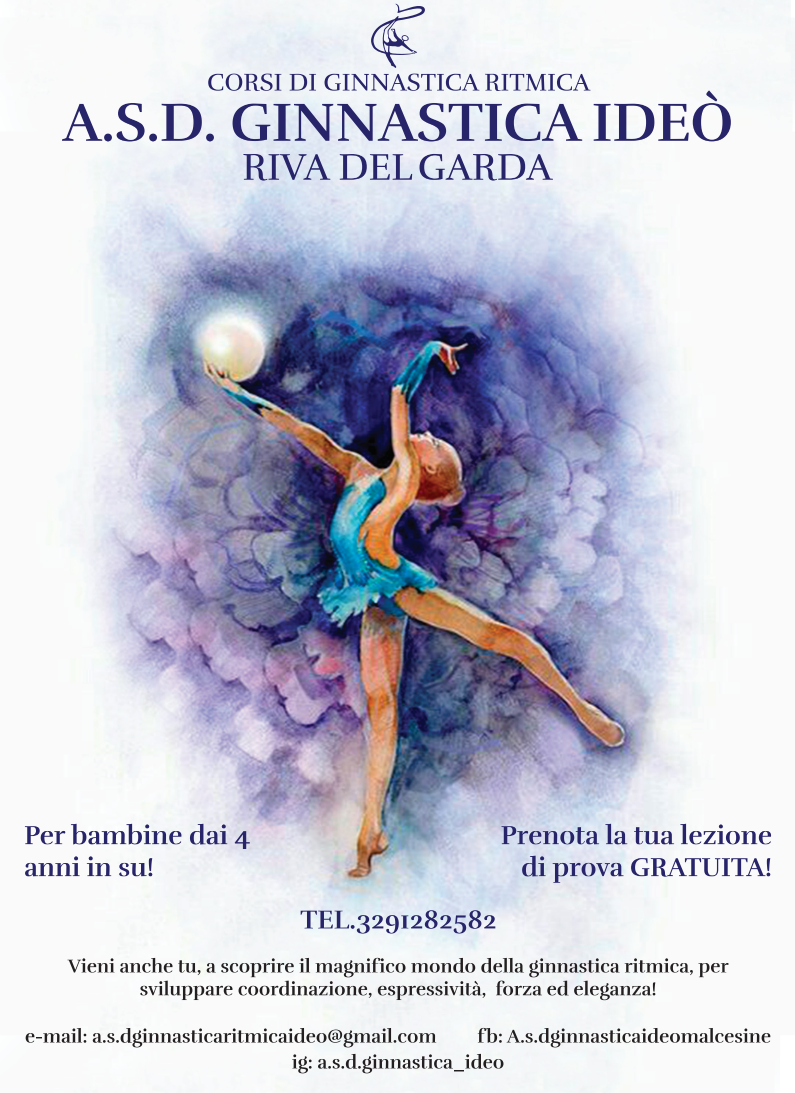 CORSI DI GINNASTICA RITMICA
A.S.D. GINNASTICA IDEÒ
RIVA DEL GARDA
Per bambine dai 4
anni in su!
Prenota la tua lezione
di prova GRATUITA!
TEL.3291282582
Vieni anche tu, a scoprire il magnifico mondo della ginnastica ritmica, per
sviluppare coordinazione, espressività, forza ed eleganza!
e-mail: a.s.dginnasticaritmicaideo@gmail.com fb: A.s.dginnasticaideomalcesine
ig: a.s.d.ginnastica_ideo